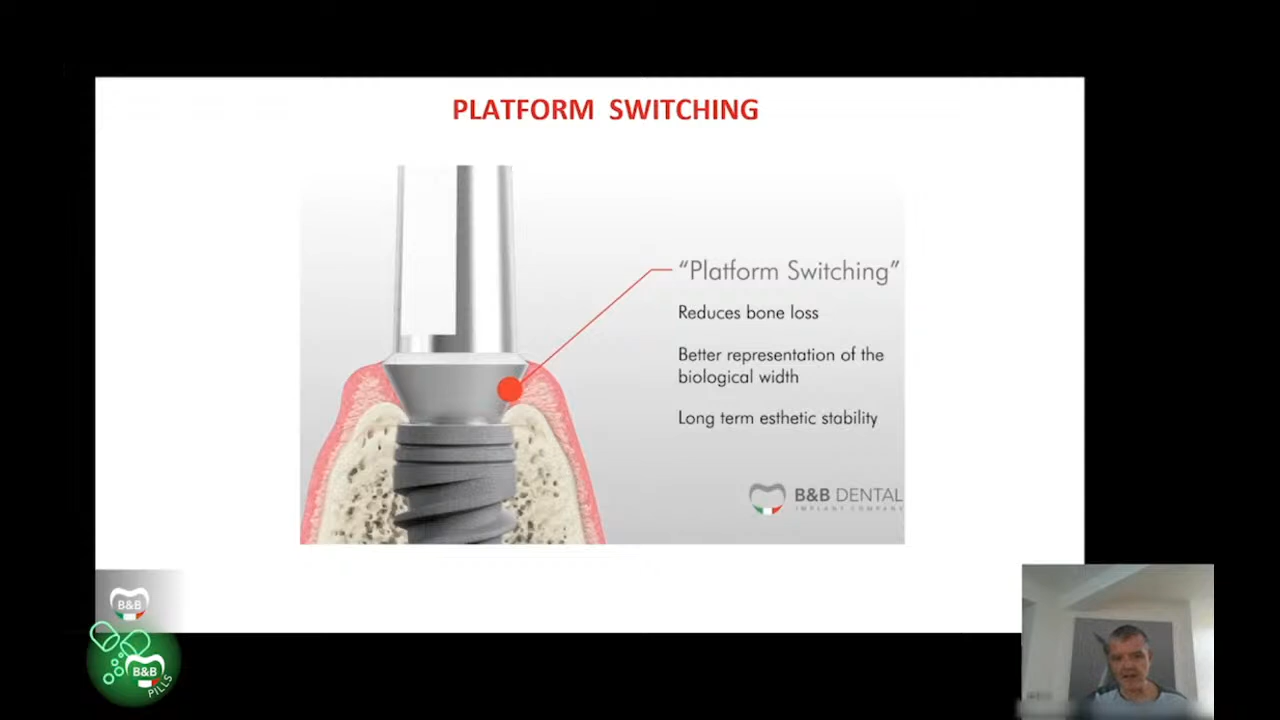 PLATFORM SWITCHING
“Platform Switching”
Reduces bone loss
Better representation of the
biological width
Long term esthetic stability
B&B DENTAL
IMPLANT COMPANY
B&B
B&B
PILLS